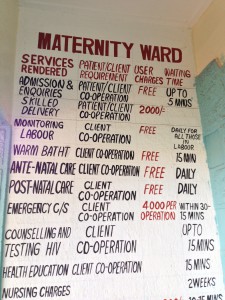 MATERNITY WARD
SERVICES PATIENT/CLIENT USER WAITING
RENDERED REQUIREMENT CHARGES TIME
ADMISSION & PATIENT/CLIENT FREE UP TO
ENQUIRIES CO-OPERATION 5 MINS
SKILLED PATIENT/CLIENT
DELIVERY CO-OPERATION 2000/=
MONITORING CLIENT FREE DAILY FOR ALL
LABOUR CO-OPERATION THOSE IN
LABOUR
WARM BATHT CLIENT CO-OPERATION FREE 15 MIN
ANTE-NATAL CARE CLIENT CO-OPERATION FREE DAILY
POST-NATAL CARE CLIENT FREE DAILY
CO-OPERATION
EMERGENCY C/S CLIENT 4000 PER WITHIN 30-
CO-OPERATION OPERATION 15 MINS
COUNSELLING AND CLIENT UP TO
TESTING HIV CO-OPERATION 15 MINS
HEALTH EDUCATION CLIENT CO-OPERATION 15 MINS
NURSING CHARGES 2 WEEKS